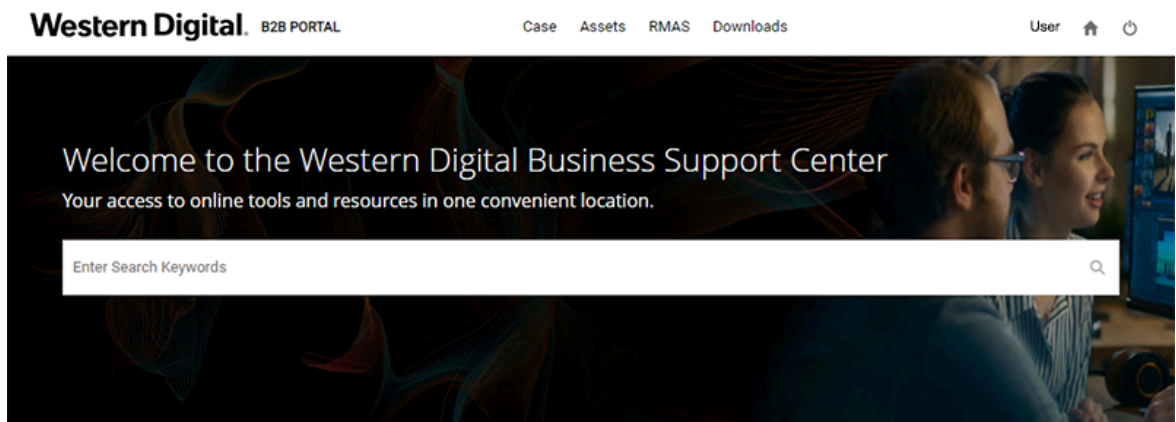 Western Digital. B2B PORTAL Case Assets RMAS Downloads User
Welcome to the Western Digital Business Support Center
Your access to online tools and resources in one convenient location.
Enter Search Keywords